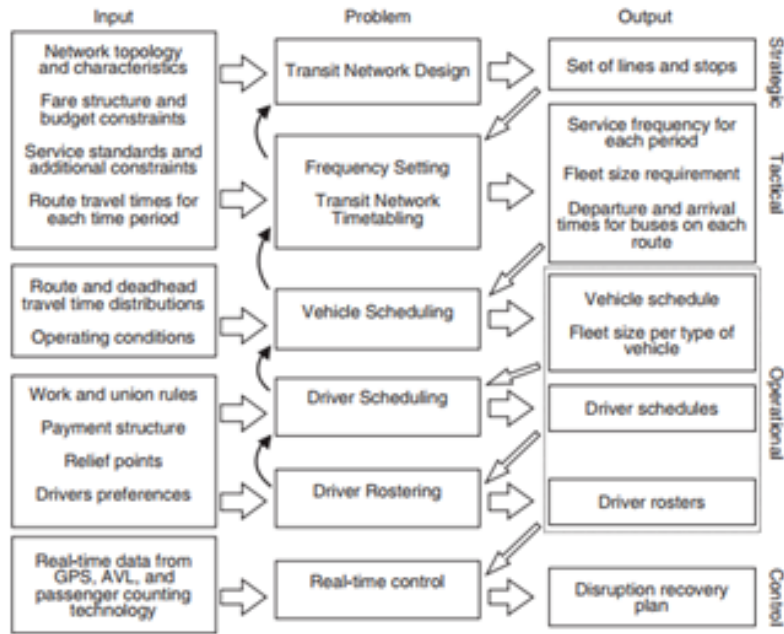 Input
Problem
Output
Network topology
and characteristics
Fare structure and
budget constraints
Service standards and
additional constraints
Route travel times for
each time period
Transit Network Design
Set of lines and stops
Strategic
Frequency Setting
Transit Network
Timetabling
Service frequency for
each period
Fleet size requirement
Departure and arrival
times for buses on each
route
Tactical
Route and deadhead
travel time distributions
Operating conditions
Vehicle Scheduling
Vehicle schedule
Fleet size per type of
vehicle
Work and union rules
Payment structure
Relief points
Drivers preferences
Driver Scheduling
Driver schedules
Operational
Driver Rostering
Driver rosters
Real-time data from
GPS, AVL, and
passenger counting
technology
Real-time control
Disruption recovery
plan
Control